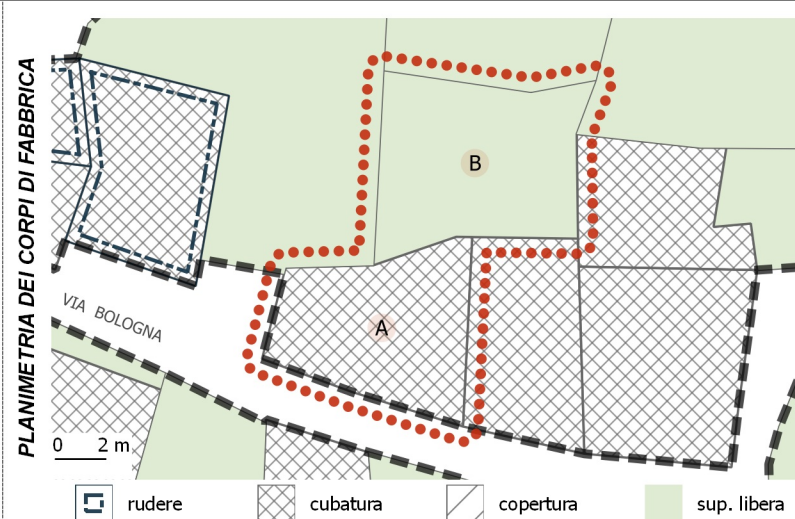 PLANIMETRIA DEI CORPI DI FABBRICA
B
A
VIA BOLOGNA
0 2 m
rudere cubatura copertura sup. libera